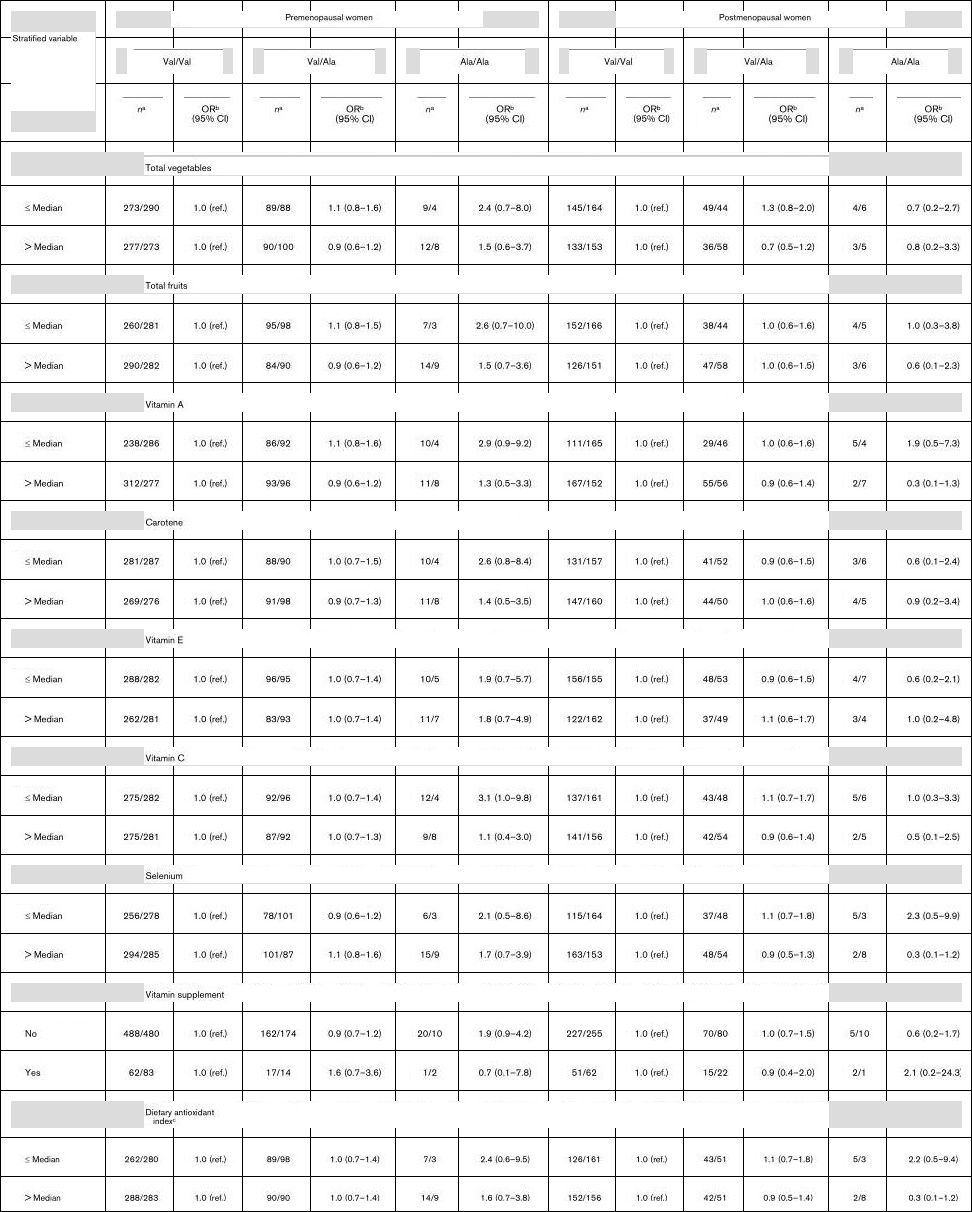 Premenopausal women Postmenopausal women
Stratified variable
Val/Val Val/Ala Ala/Ala Val/Val Val/Ala Ala/Ala
nᵃ ORᵇ nᵃ ORᵇ nᵃ ORᵇ nᵃ ORᵇ nᵃ ORᵇ nᵃ ORᵇ
(95% CI) (95% CI) (95% CI) (95% CI) (95% CI) (95% CI)
Total vegetables
≤ Median 273/290 1.0 (ref.) 89/88 1.1 (0.8–1.6) 9/4 2.4 (0.7–8.0) 145/164 1.0 (ref.) 49/44 1.3 (0.8–2.0) 4/6 0.7 (0.2–2.7)
> Median 277/273 1.0 (ref.) 90/100 0.9 (0.6–1.2) 12/8 1.5 (0.6–3.7) 133/153 1.0 (ref.) 36/58 0.7 (0.5–1.2) 3/5 0.8 (0.2–3.3)
Total fruits
≤ Median 260/281 1.0 (ref.) 95/98 1.1 (0.8–1.5) 7/3 2.6 (0.7–10.0) 152/166 1.0 (ref.) 38/44 1.0 (0.6–1.6) 4/5 1.0 (0.3–3.8)
> Median 290/282 1.0 (ref.) 84/90 0.9 (0.6–1.2) 14/9 1.5 (0.7–3.6) 126/151 1.0 (ref.) 47/58 1.0 (0.6–1.5) 3/6 0.6 (0.1–2.3)
Vitamin A
≤ Median 238/286 1.0 (ref.) 86/92 1.1 (0.8–1.6) 10/4 2.9 (0.9–9.2) 111/165 1.0 (ref.) 29/46 1.0 (0.6–1.6) 5/4 1.9 (0.5–7.3)
> Median 312/277 1.0 (ref.) 93/96 0.9 (0.6–1.2) 11/8 1.3 (0.5–3.3) 167/152 1.0 (ref.) 55/56 0.9 (0.6–1.4) 2/7 0.3 (0.1–1.3)
Carotene
≤ Median 281/287 1.0 (ref.) 88/90 1.0 (0.7–1.5) 10/4 2.6 (0.8–8.4) 131/157 1.0 (ref.) 41/52 0.9 (0.6–1.5) 3/6 0.6 (0.1–2.4)
> Median 269/276 1.0 (ref.) 91/98 0.9 (0.7–1.3) 11/8 1.4 (0.5–3.5) 147/160 1.0 (ref.) 44/50 1.0 (0.6–1.6) 4/5 0.9 (0.2–3.4)
Vitamin E
≤ Median 288/282 1.0 (ref.) 96/95 1.0 (0.7–1.4) 10/5 1.9 (0.7–5.7) 156/155 1.0 (ref.) 48/53 0.9 (0.6–1.5) 4/7 0.6 (0.2–2.1)
> Median 262/281 1.0 (ref.) 83/93 1.0 (0.7–1.4) 11/7 1.8 (0.7–4.9) 122/162 1.0 (ref.) 37/49 1.1 (0.6–1.7) 3/4 1.0 (0.2–4.8)
Vitamin C
≤ Median 275/282 1.0 (ref.) 92/96 1.0 (0.7–1.4) 12/4 3.1 (1.0–9.8) 137/161 1.0 (ref.) 43/48 1.1 (0.7–1.7) 5/6 1.0 (0.3–3.3)
> Median 275/281 1.0 (ref.) 87/92 1.0 (0.7–1.3) 9/8 1.1 (0.4–3.0) 141/156 1.0 (ref.) 42/54 0.9 (0.6–1.4) 2/5 0.5 (0.1–2.5)
Selenium
≤ Median 256/278 1.0 (ref.) 78/101 0.9 (0.6–1.2) 6/3 2.1 (0.5–8.6) 115/164 1.0 (ref.) 37/48 1.1 (0.7–1.8) 5/3 2.3 (0.5–9.9)
> Median 294/285 1.0 (ref.) 101/87 1.1 (0.8–1.6) 15/9 1.7 (0.7–3.9) 163/153 1.0 (ref.) 48/54 0.9 (0.5–1.3) 2/8 0.3 (0.1–1.2)
Vitamin supplement
No 488/480 1.0 (ref.) 162/174 0.9 (0.7–1.2) 20/10 1.9 (0.9–4.2) 227/255 1.0 (ref.) 70/80 1.0 (0.7–1.5) 5/10 0.6 (0.2–1.7)
Yes 62/83 1.0 (ref.) 17/14 1.6 (0.7–3.6) 1/2 0.7 (0.1–7.8) 51/62 1.0 (ref.) 15/22 0.9 (0.4–2.0) 2/1 2.1 (0.2–24.3)
Dietary antioxidant
indexᶜ
≤ Median 262/280 1.0 (ref.) 89/98 1.0 (0.7–1.4) 7/3 2.4 (0.6–9.5) 126/161 1.0 (ref.) 43/51 1.1 (0.7–1.8) 5/3 2.2 (0.5–9.4)
> Median 288/283 1.0 (ref.) 90/90 1.0 (0.7–1.4) 14/9 1.6 (0.7–3.8) 152/156 1.0 (ref.) 42/51 0.9 (0.5–1.4) 2/8 0.3 (0.1–1.2)